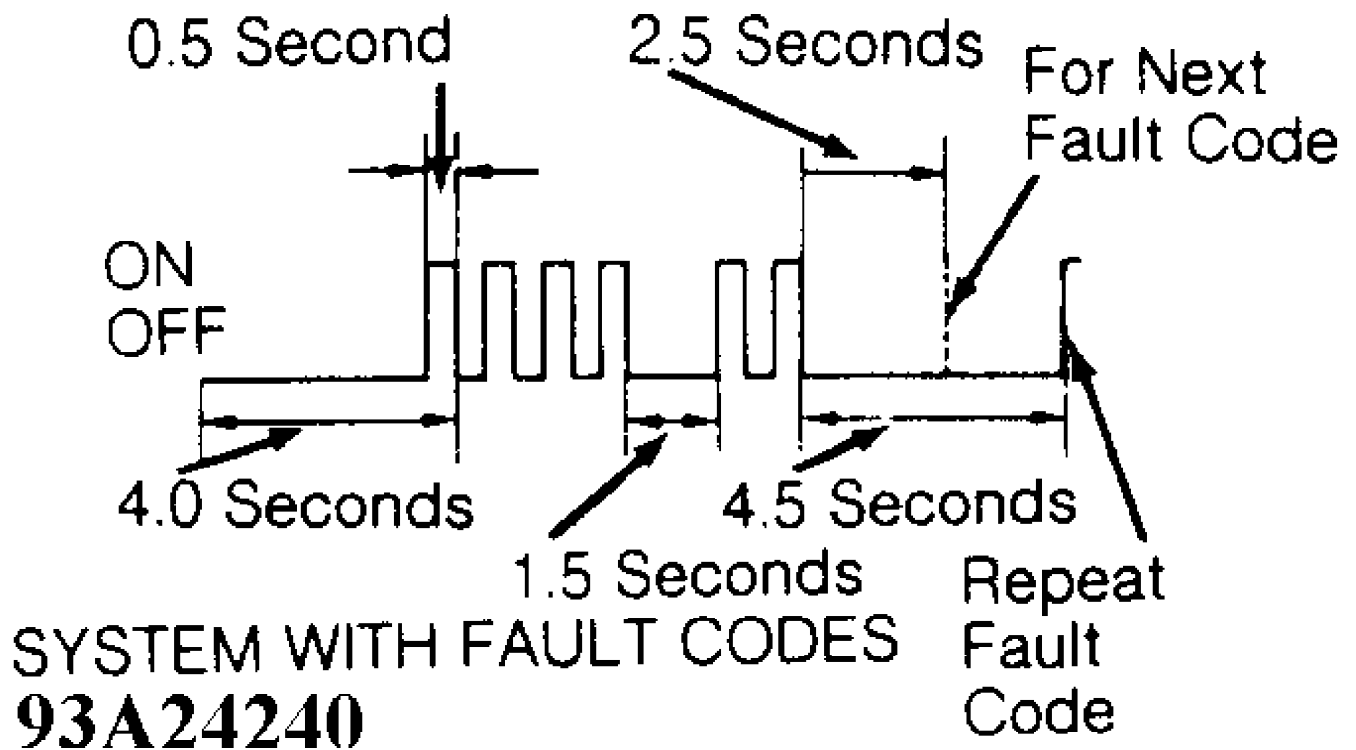 0.5 Second
2.5 Seconds
For Next
Fault Code
ON
OFF
4.0 Seconds
4.5 Seconds
1.5 Seconds
Repeat
Fault
Code
SYSTEM WITH FAULT CODES
93A24240